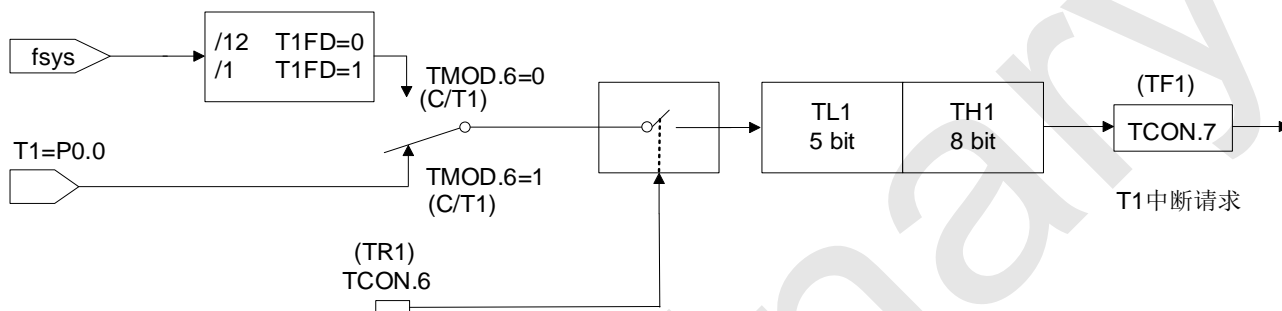 fsys
/12 T1FD=0
/1 T1FD=1
TMOD.6=0
(C/T1)
T1=P0.0
TMOD.6=1
(C/T1)
(TR1)
TCON.6
TL1
5 bit
TH1
8 bit
(TF1)
TCON.7
T1中断请求
nary